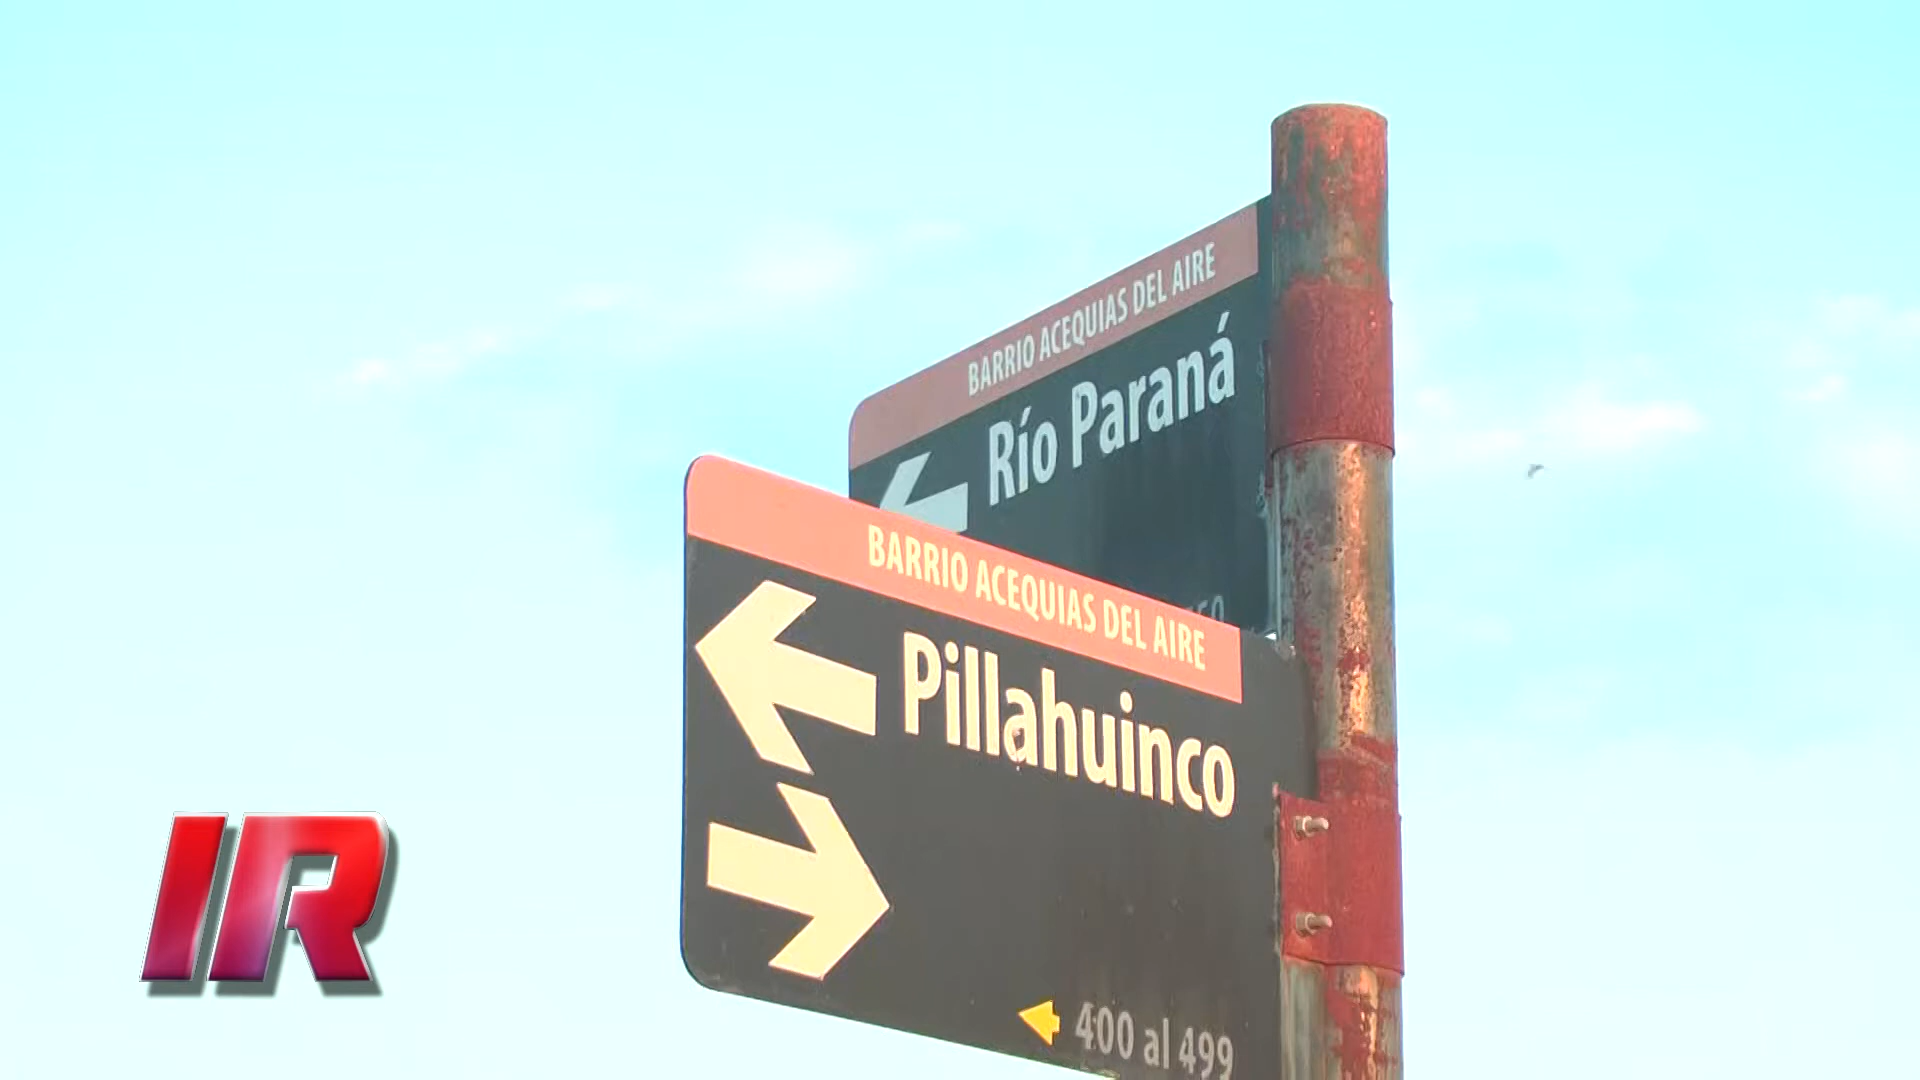 BARRIO ACEQUIAS DEL AIRE
Río Paraná
BARRIO ACEQUIAS DEL AIRE
Pillahuinco
400 al 499
IR